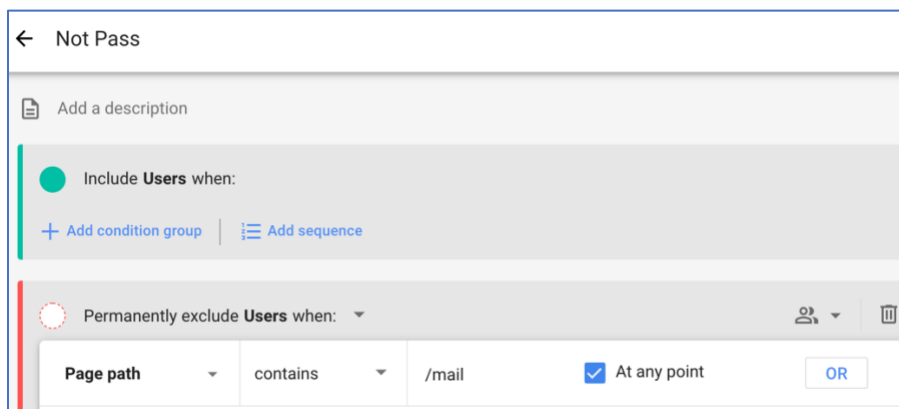 Not Pass
Add a description
Include Users when:
Add condition group
Add sequence
Permanently exclude Users when:
Page path contains /mail At any point OR